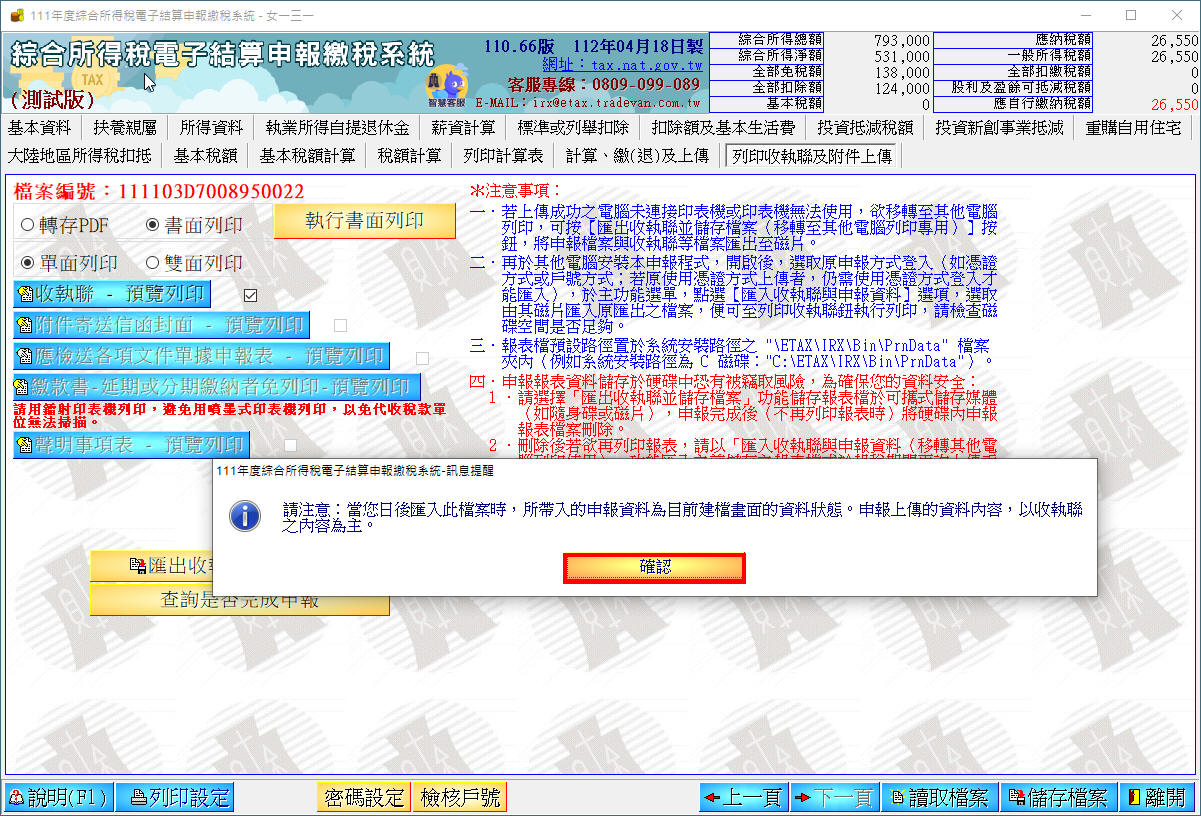 111年度綜合所得稅電子結算申報繳稅系統 - 女一三一
綜合所得稅電子結算申報繳稅系統
TAX
(測試版)
智慧客服
110.66版 112年04月18日製
網址：tax.nat.gov.tw
客服專線：0809-099-089
E-MAIL：irx@etax.tradevan.com.tw
綜合所得總額 793,000 應納稅額 26,550
綜合所得淨額 531,000 一般所得稅額 26,550
全部免稅額 138,000 全部扣繳稅額 0
全部扣除額 124,000 股利及盈餘可抵減稅額 0
基本稅額 0 應自行繳納稅額 26,550
基本資料 扶養親屬 所得資料 執業所得自提退休金 薪資計算 標準或列舉扣除 扣除額及基本生活費 投資抵減稅額 投資新創事業抵減 重購自用住宅
大陸地區所得稅扣抵 基本稅額 基本稅額計算 稅額計算 列印計算表 計算、繳(退)及上傳 列印收執聯及附件上傳
檔案編號：111103D7008950022
轉存PDF 書面列印 執行書面列印
單面列印 雙面列印
收執聯 - 預覽列印
附件寄送信函封面 - 預覽列印
應檢送各項文件單據申報表 - 預覽列印
繳款書-延期或分期繳納者免列印-預覽列印
請用鐳射印表機列印，避免用噴墨式印表機列印，以免代收稅款單
位無法掃描。
聲明事項表 - 預覽列印
匯出收執
查詢是否完成申報
＊注意事項：
一．若上傳成功之電腦未連接印表機或印表機無法使用，欲移轉至其他電腦
列印，可按［匯出收執聯並儲存檔案（移轉至其他電腦列印專用）］按
鈕，將申報檔案與收執聯等檔案匯出至磁片。
二．再於其他電腦安裝本申報程式，開啟後，選取原申報方式登入（如憑證
方式或戶號方式；若原使用憑證方式上傳者，仍需使用憑證方式登入才
能匯入），於主功能選單，點選［匯入收執聯與申報資料］選項，選取
由其磁片匯入原匯出之檔案，便可至列印收執聯鈕執行列印，請檢查磁
碟空間是否足夠。
三．報表檔預設路徑置於系統安裝路徑之 "\ETAX\IRX\Bin\PrnData" 檔案
夾內（例如系統安裝路徑為 C 磁碟："C:\ETAX\IRX\Bin\PrnData"）。
四．申報報表資料儲存於硬碟中恐有被竊取風險，為確保您的資料安全：
1．請選擇「匯出收執聯並儲存檔案」功能儲存報表檔於可攜式儲存媒體
（如隨身碟或磁片），申報完成後（不再列印報表時）將硬碟內申報
報表檔案刪除。
2．刪除後若欲再列印報表，請以「匯入收執聯與申報資料（移轉其他電
111年度綜合所得稅電子結算申報繳稅系統-訊息提醒
請注意：當您日後匯入此檔案時，所帶入的申報資料為目前建檔畫面的資料狀態。申報上傳的資料內容，以收執聯
之內容為主。
確認
說明(F1) 列印設定 密碼設定 檢核戶號 上一頁 下一頁 讀取檔案 儲存檔案 離開